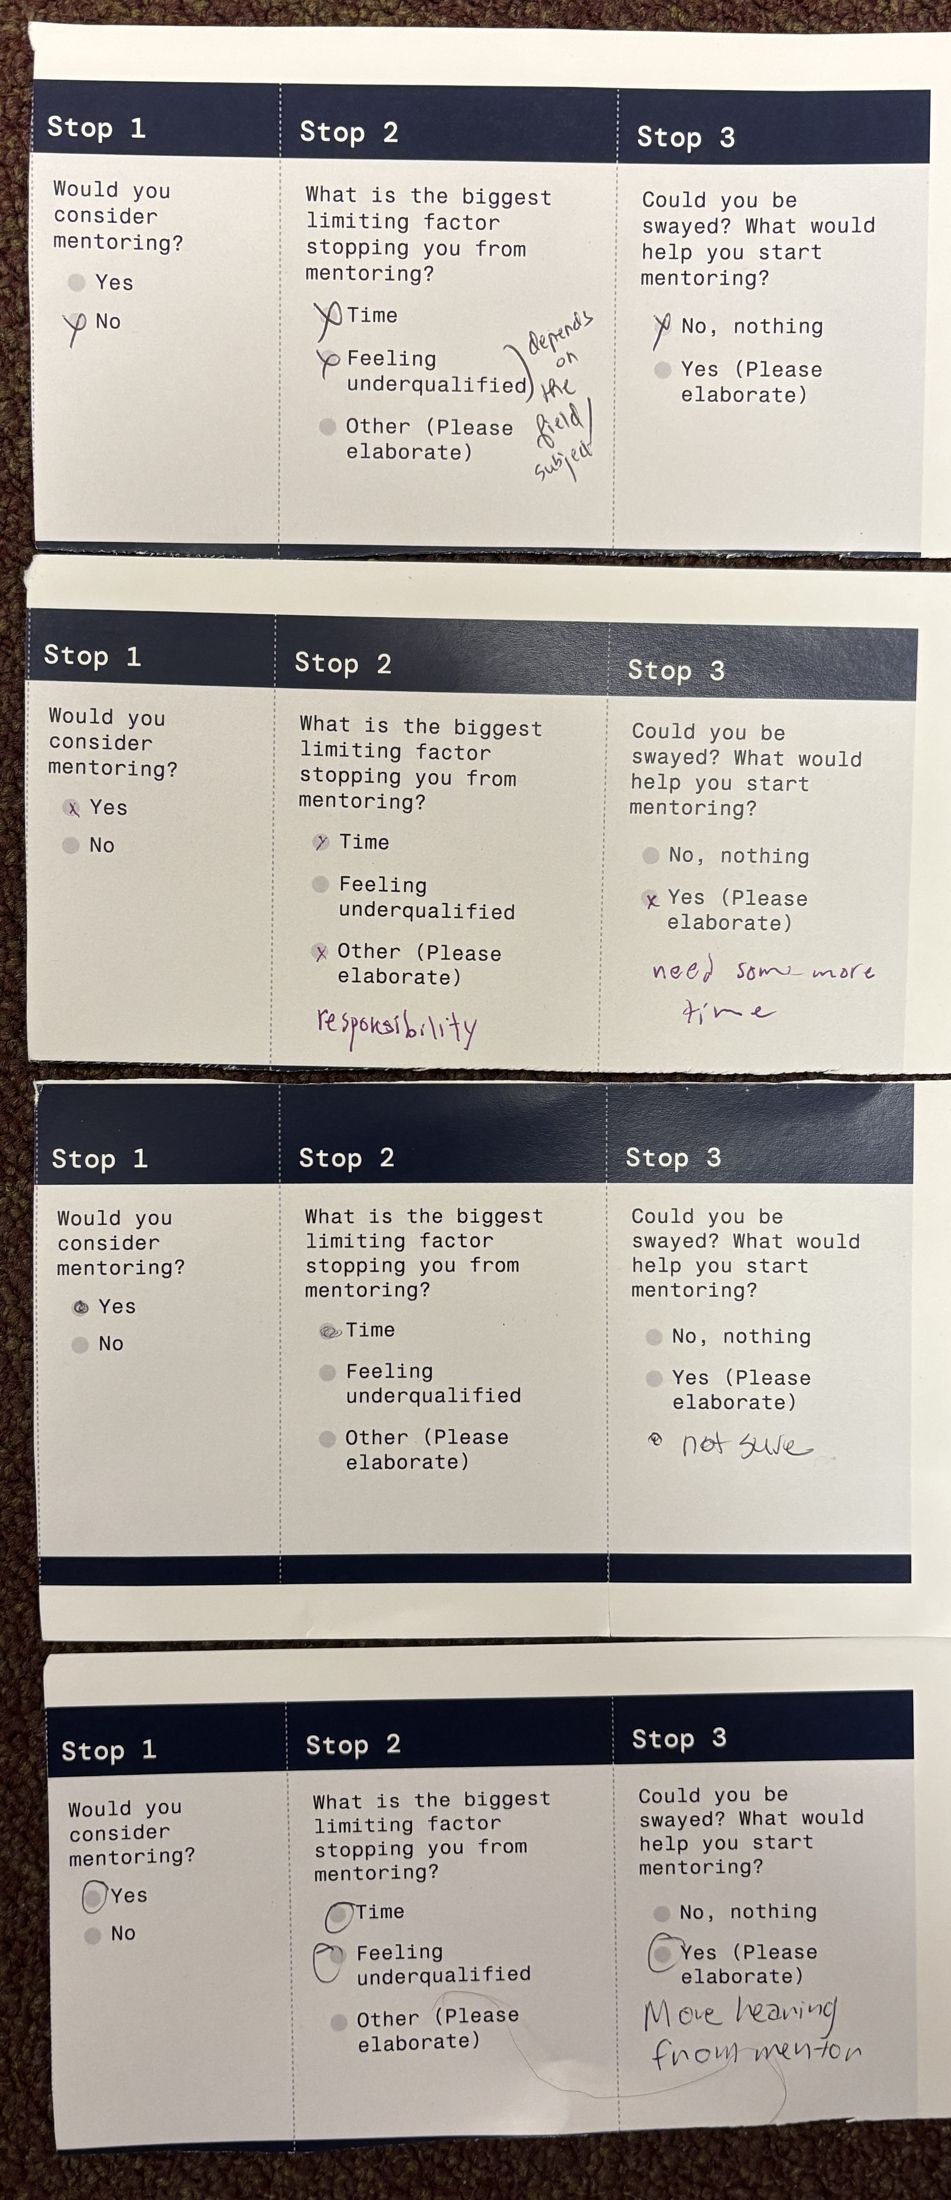 Stop 1
Would you
consider
mentoring?
Yes
No
Stop 2
What is the biggest
limiting factor
stopping you from
mentoring?
Time
Feeling
underqualified
Other (Please
elaborate)
depends
on
the
field/
subject
Stop 3
Could you be
swayed? What would
help you start
mentoring?
No, nothing
Yes (Please
elaborate)
Stop 1
Would you
consider
mentoring?
Yes
No
Stop 2
What is the biggest
limiting factor
stopping you from
mentoring?
Time
Feeling
underqualified
Other (Please
elaborate)
responsibility
Stop 3
Could you be
swayed? What would
help you start
mentoring?
No, nothing
Yes (Please
elaborate)
need some more
time
Stop 1
Would you
consider
mentoring?
Yes
No
Stop 2
What is the biggest
limiting factor
stopping you from
mentoring?
Time
Feeling
underqualified
Other (Please
elaborate)
Stop 3
Could you be
swayed? What would
help you start
mentoring?
No, nothing
Yes (Please
elaborate)
not sure
Stop 1
Would you
consider
mentoring?
Yes
No
Stop 2
What is the biggest
limiting factor
stopping you from
mentoring?
Time
Feeling
underqualified
Other (Please
elaborate)
Stop 3
Could you be
swayed? What would
help you start
mentoring?
No, nothing
Yes (Please
elaborate)
More hearing
from mentor